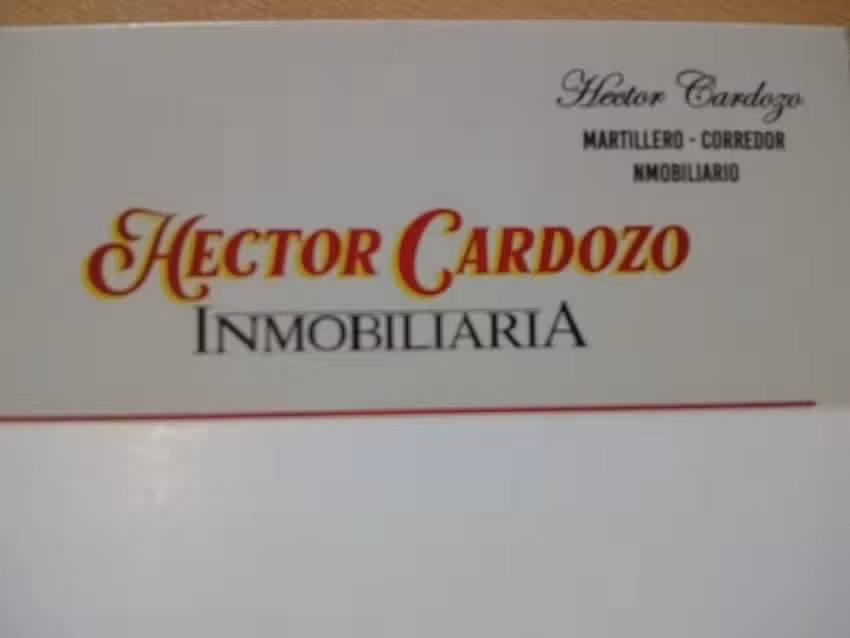 Hector Cardozo
MARTILLERO - CORREDOR
NMOBILIARIO
HECTOR CARDOZO
INMOBILIARIA